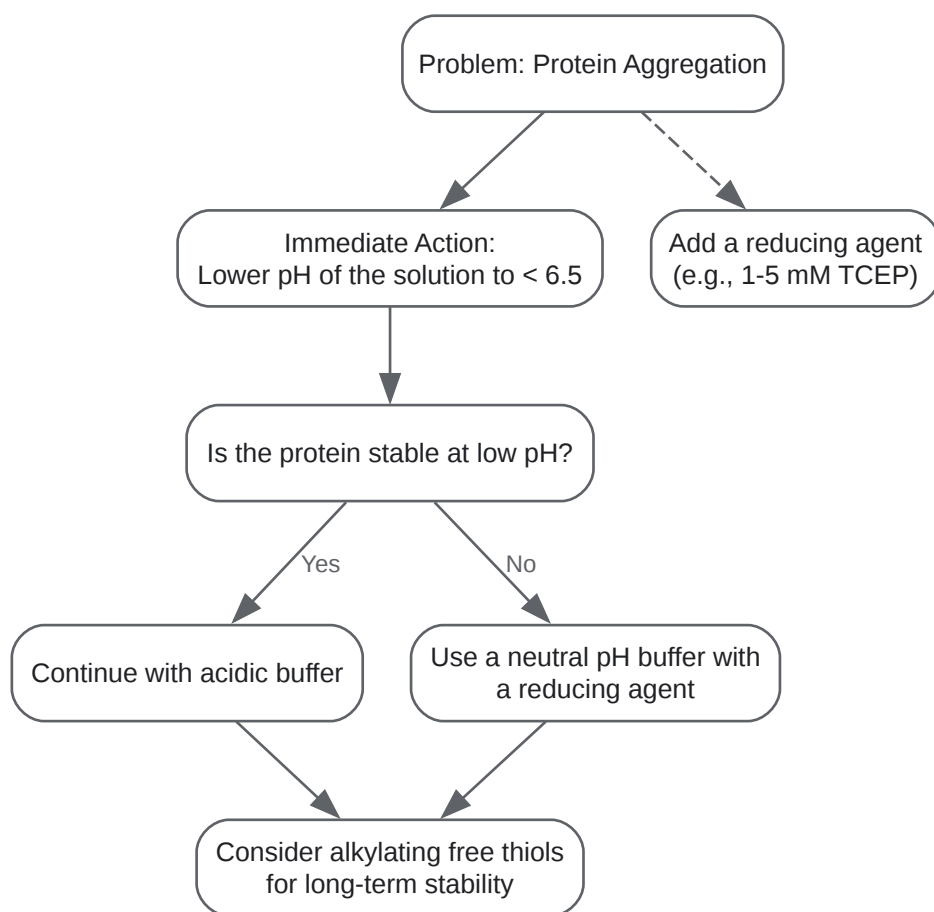 Problem: Protein Aggregation
Immediate Action:
Lower pH of the solution to < 6.5
Add a reducing agent
(e.g., 1-5 mM TCEP)
Is the protein stable at low pH?
Yes
No
Continue with acidic buffer
Use a neutral pH buffer with
a reducing agent
Consider alkylating free thiols
for long-term stability